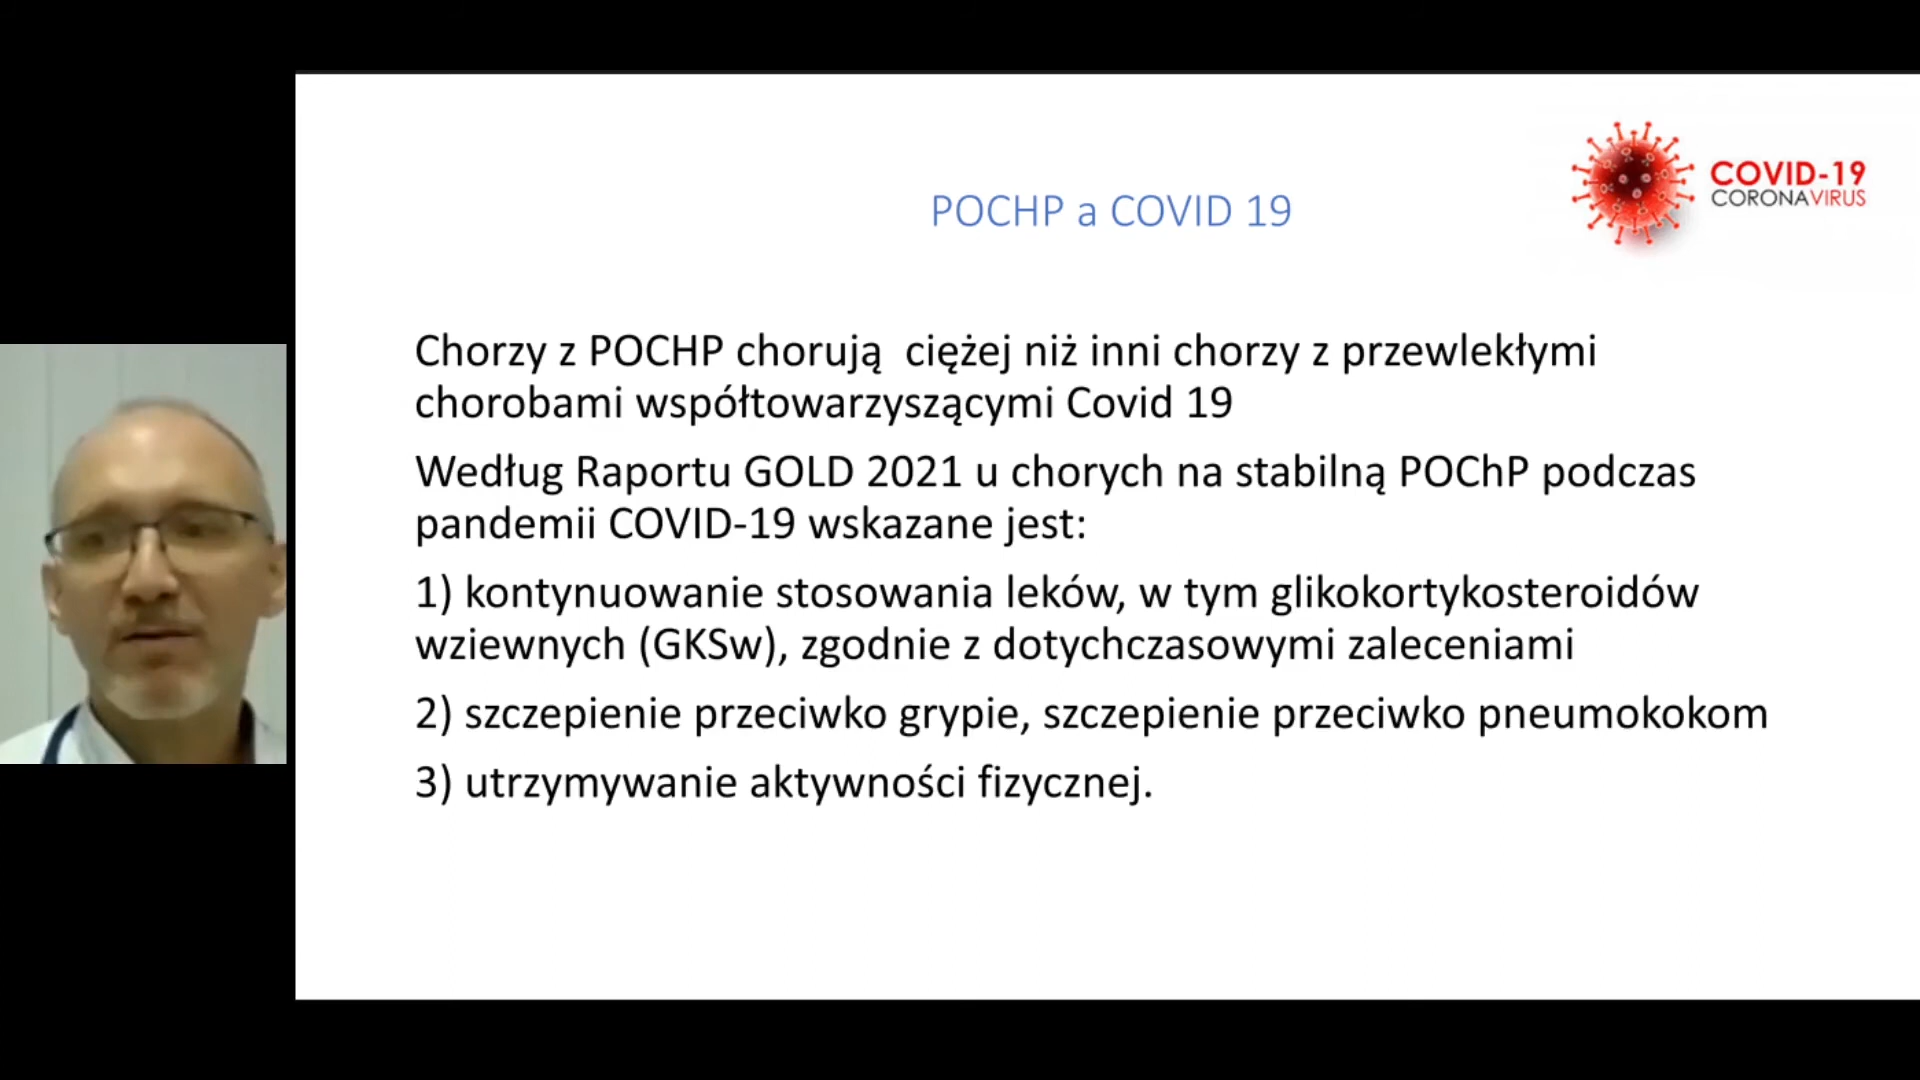 COVID-19
CORONAVIRUS
POCHP a COVID 19
Chorzy z POCHP chorują  ciężej niż inni chorzy z przewlekłymi
chorobami współtowarzyszącymi Covid 19
Według Raportu GOLD 2021 u chorych na stabilną POChP podczas
pandemii COVID-19 wskazane jest:
1) kontynuowanie stosowania leków, w tym glikokortykosteroidów
wziewnych (GKSw), zgodnie z dotychczasowymi zaleceniami
2) szczepienie przeciwko grypie, szczepienie przeciwko pneumokokom
3) utrzymywanie aktywności fizycznej.